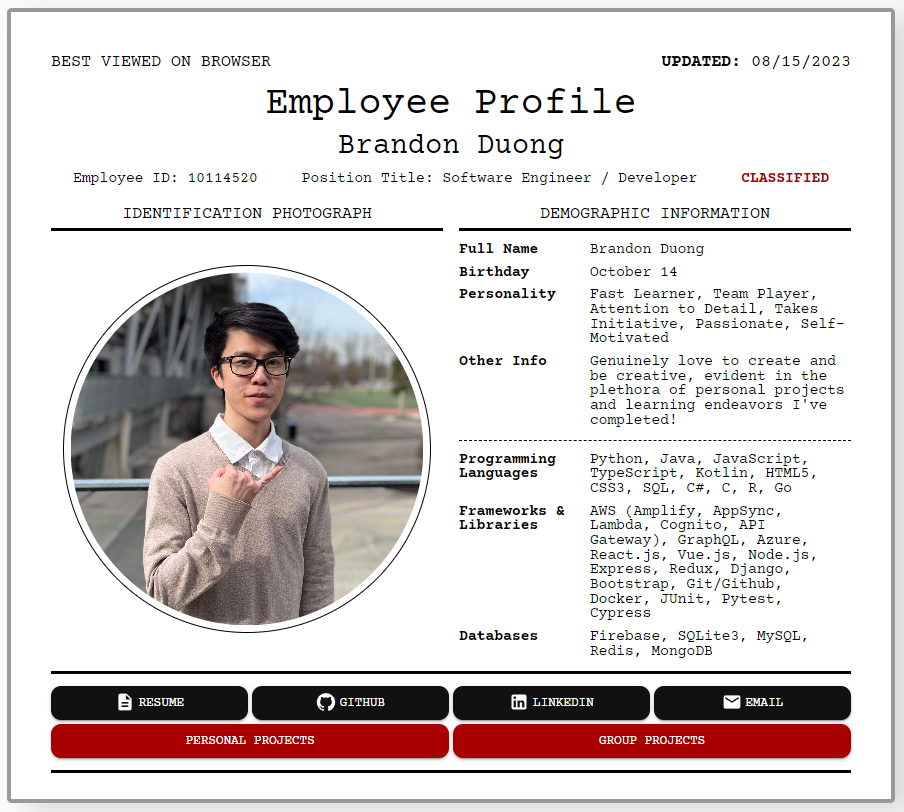 BEST VIEWED ON BROWSER
UPDATED: 08/15/2023
Employee Profile
Brandon Duong
Employee ID: 10114520
Position Title: Software Engineer / Developer
CLASSIFIED
IDENTIFICATION PHOTOGRAPH
DEMOGRAPHIC INFORMATION
Full Name Brandon Duong
Birthday October 14
Personality Fast Learner, Team Player,
Attention to Detail, Takes
Initiative, Passionate, Self-
Motivated
Other Info Genuinely love to create and
be creative, evident in the
plethora of personal projects
and learning endeavors I've
completed!
Programming Python, Java, JavaScript,
Languages TypeScript, Kotlin, HTML5,
CSS3, SQL, C#, C, R, Go
Frameworks & AWS (Amplify, AppSync,
Libraries Lambda, Cognito, API
Gateway), GraphQL, Azure,
React.js, Vue.js, Node.js,
Express, Redux, Django,
Bootstrap, Git/Github,
Docker, JUnit, Pytest,
Cypress
Databases Firebase, SQLite3, MySQL,
Redis, MongoDB
RESUME
GITHUB
LINKEDIN
EMAIL
PERSONAL PROJECTS
GROUP PROJECTS